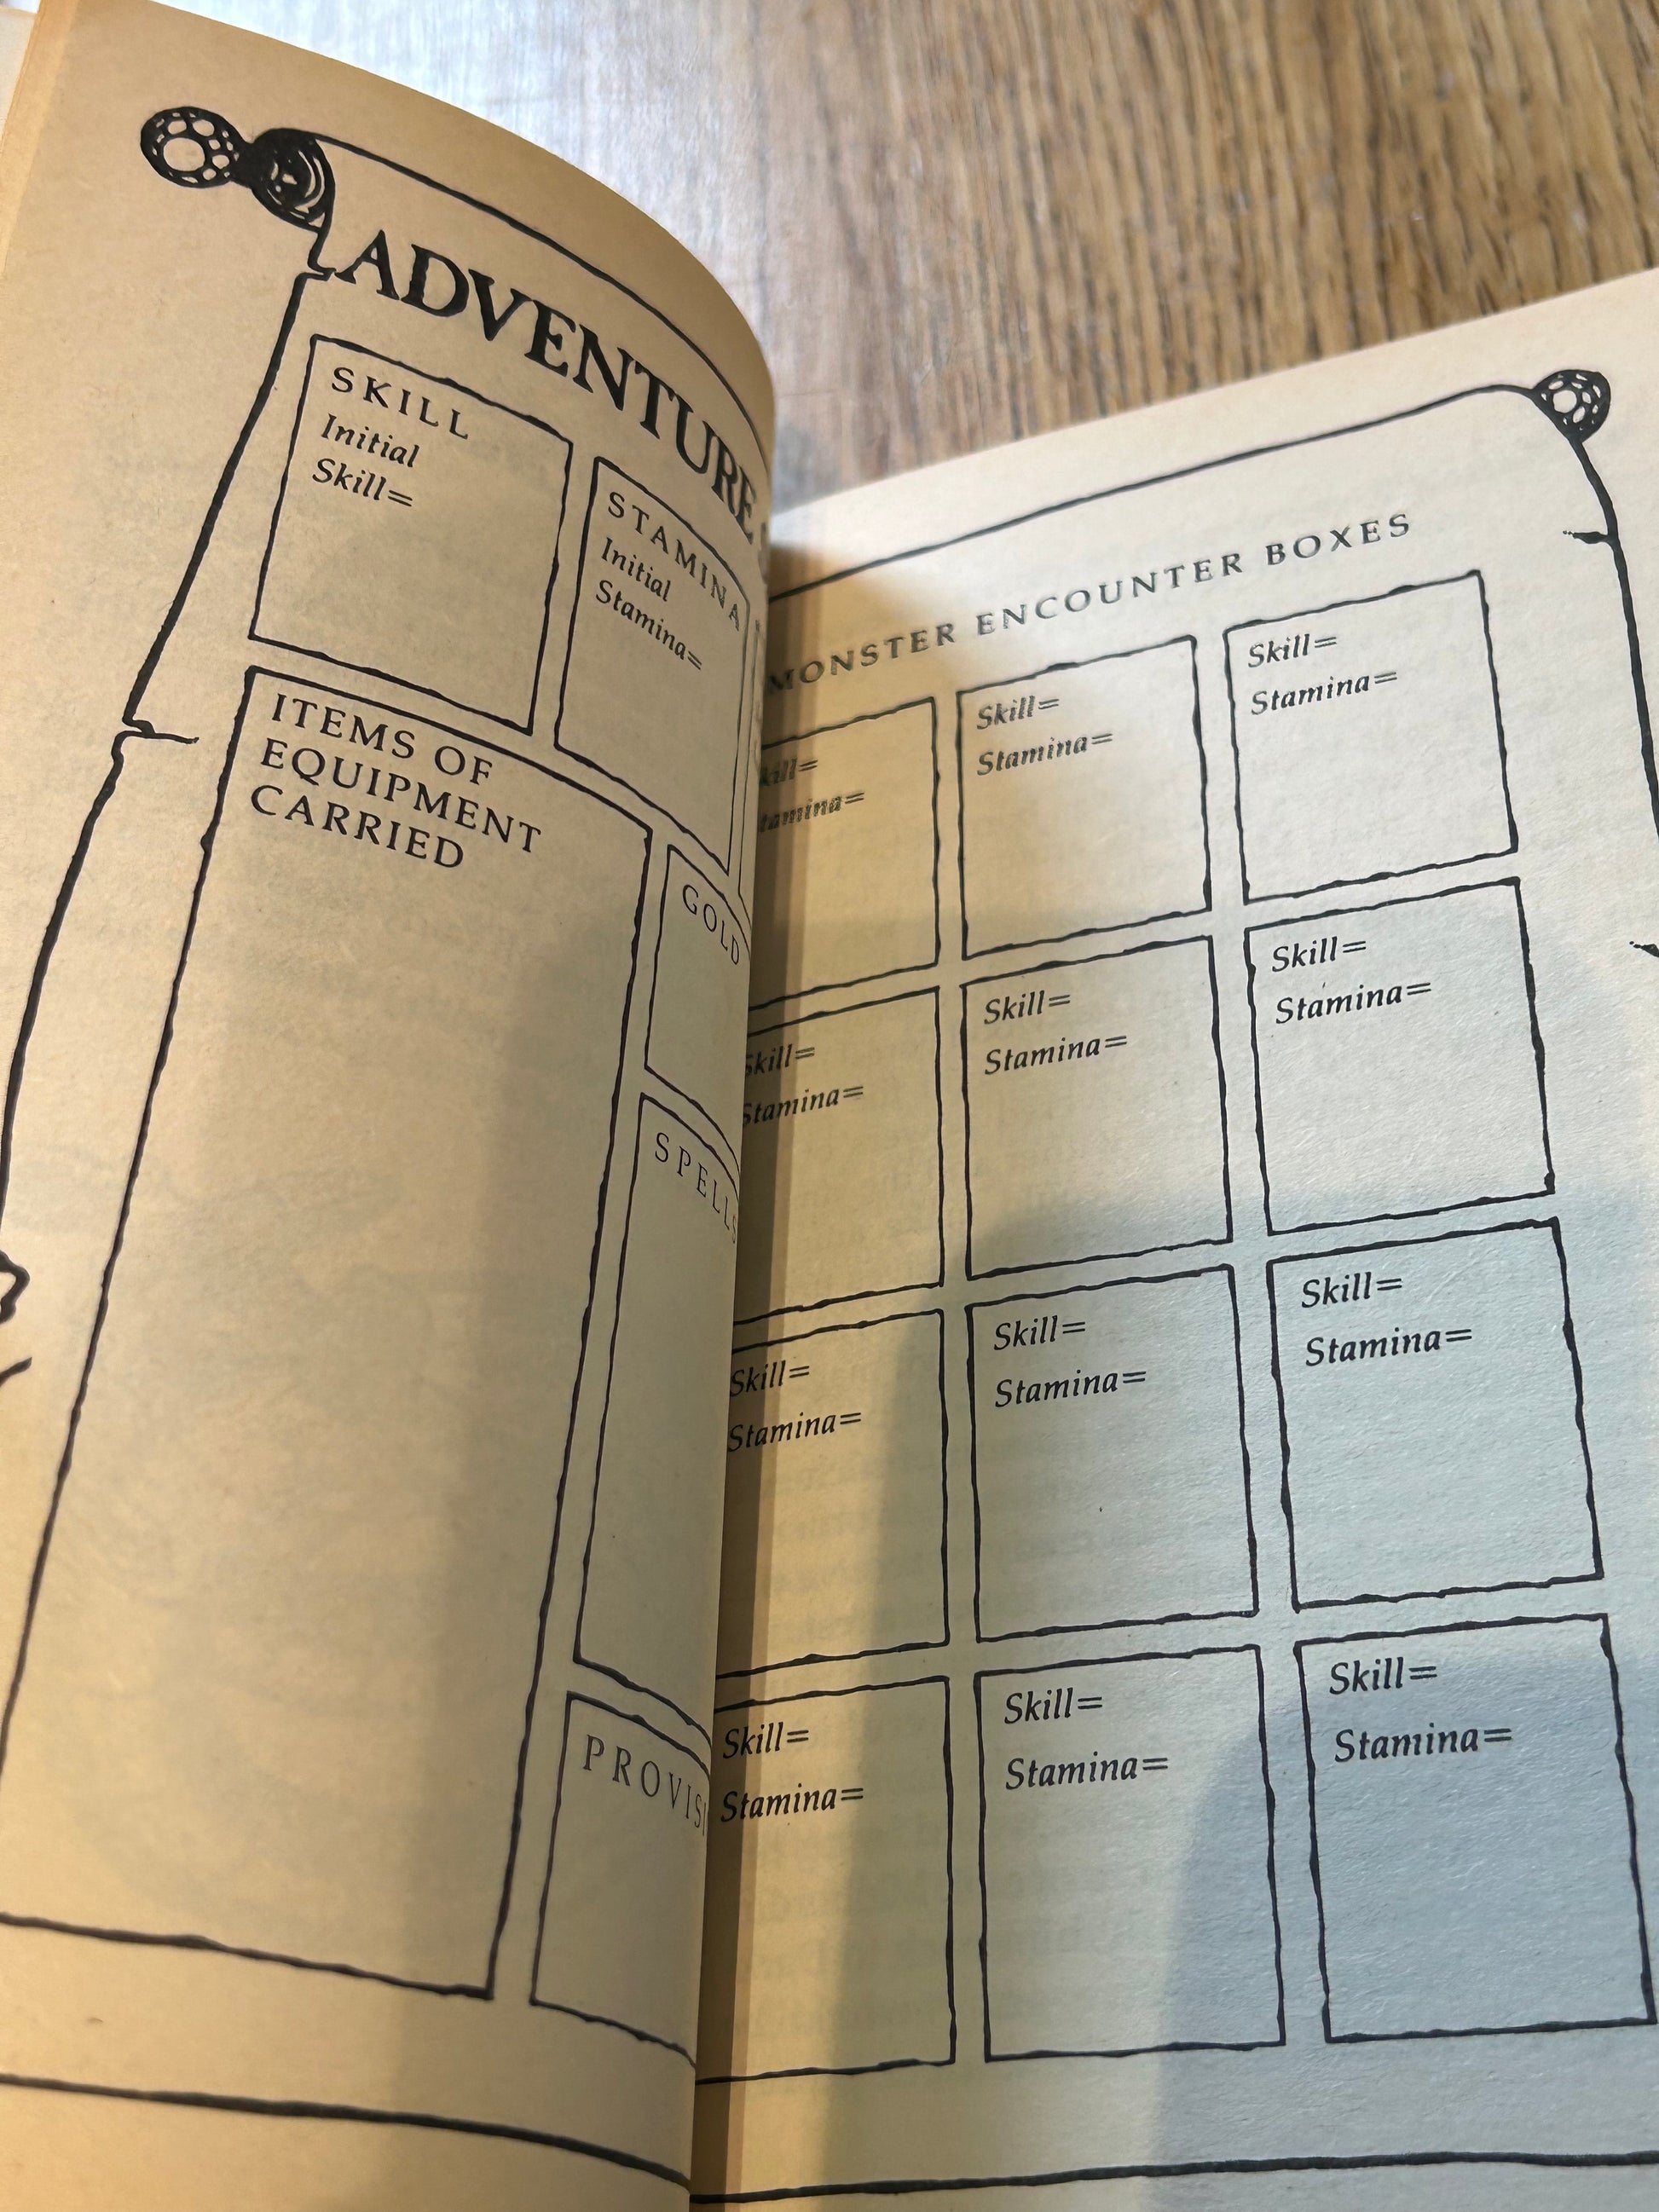 ADVENTURE
SKILL
Initial
Skill=
STAMINA
Initial
Stamina=
ITEMS OF
EQUIPMENT
CARRIED
GOLD
SPELLS
MONSTER ENCOUNTER BOXES
Skill=
Stamina=
Skill=
Stamina=
Skill=
Stamina=
Skill=
Stamina=
Skill=
Stamina=
Skill=
Stamina=
Skill=
Stamina=
Skill=
Stamina=
Skill=
Stamina=
Skill=
Stamina=
Skill=
Stamina=
Skill=
Stamina=